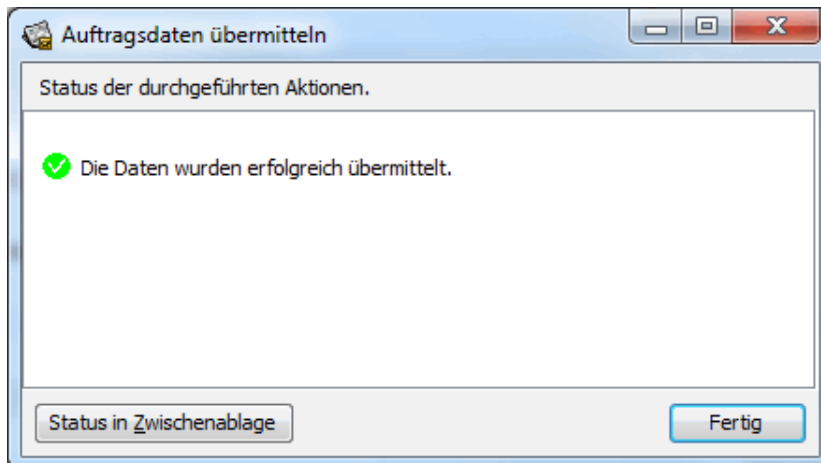 Auftragsdaten übermitteln
Status der durchgeführten Aktionen.
Die Daten wurden erfolgreich übermittelt.
Status in Zwischenablage
Fertig